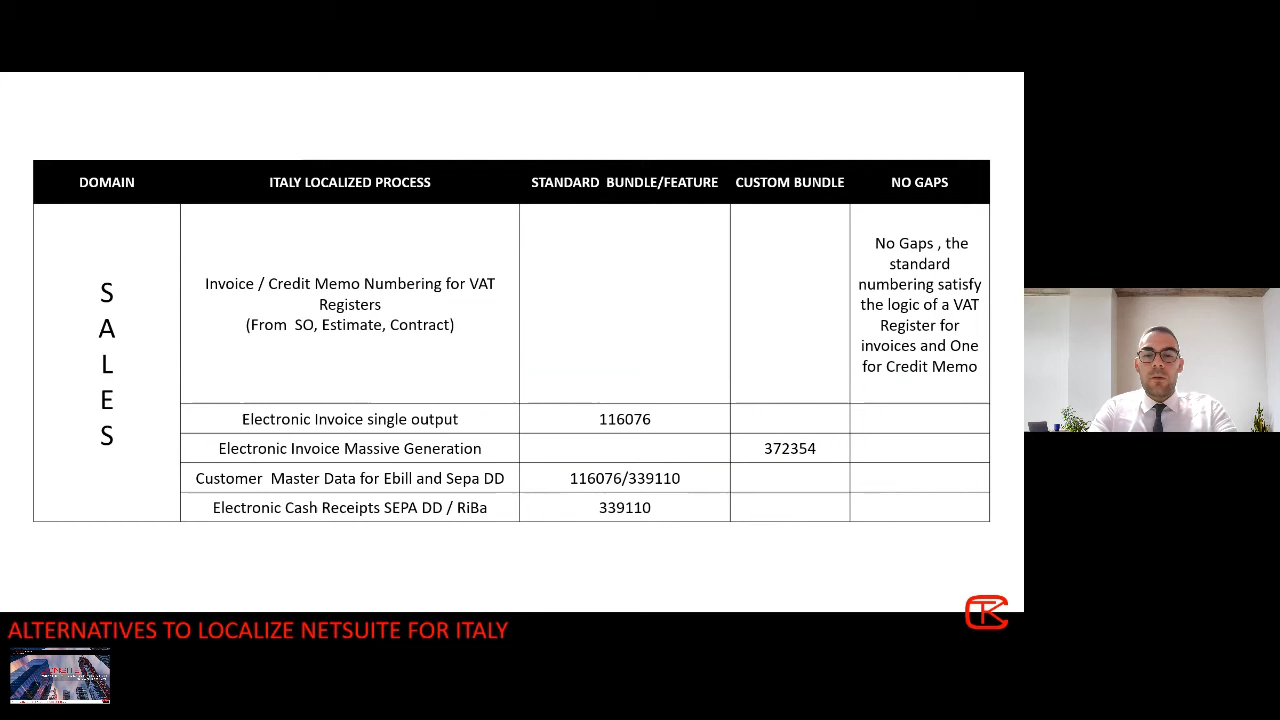 DOMAIN
ITALY LOCALIZED PROCESS
STANDARD BUNDLE/FEATURE
CUSTOM BUNDLE
NO GAPS
S
A
L
E
S
Invoice / Credit Memo Numbering for VAT
Registers
(From SO, Estimate, Contract)
No Gaps , the
standard
numbering satisfy
the logic of a VAT
Register for
invoices and One
for Credit Memo
Electronic Invoice single output
116076
Electronic Invoice Massive Generation
372354
Customer Master Data for Ebill and Sepa DD
116076/339110
Electronic Cash Receipts SEPA DD / RiBa
339110
ALTERNATIVES TO LOCALIZE NETSUITE FOR ITALY